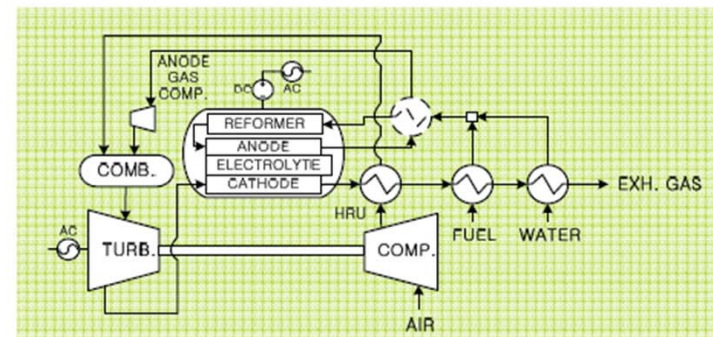 ANODE
GAS
COMP.
DC
AC
REFORMER
ANODE
ELECTROLYTE
CATHODE
COMB.
HRU
EXH. GAS
FUEL
WATER
AC
TURB.
COMP.
AIR